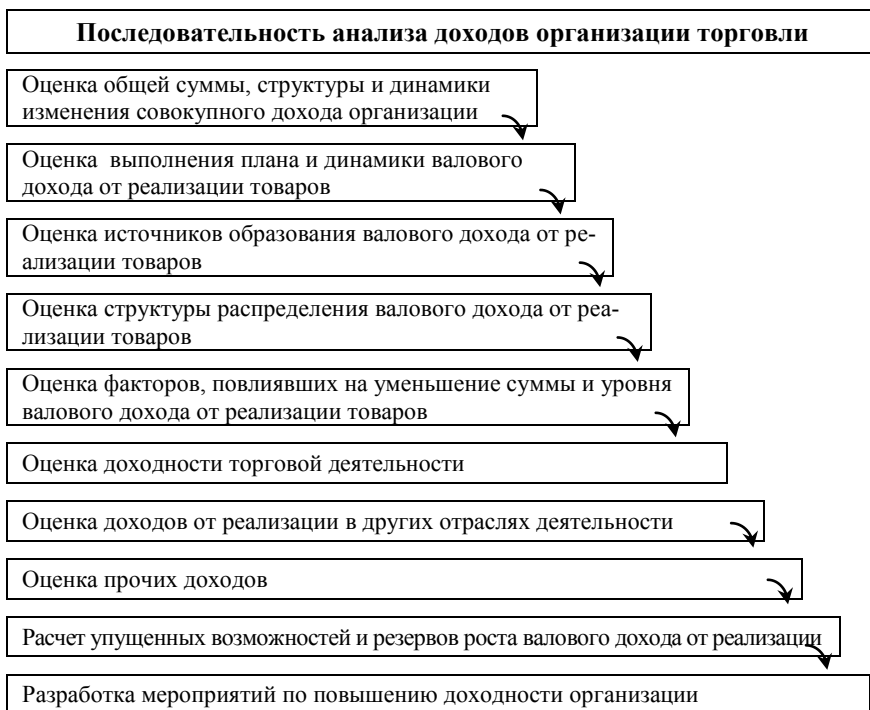 Последовательность анализа доходов организации торговли
Оценка общей суммы, структуры и динамики
изменения совокупного дохода организации
Оценка выполнения плана и динамики валового
дохода от реализации товаров
Оценка источников образования валового дохода от ре-
ализации товаров
Оценка структуры распределения валового дохода от реа-
лизации товаров
Оценка факторов, повлиявших на уменьшение суммы и уровня
валового дохода от реализации товаров
Оценка доходности торговой деятельности
Оценка доходов от реализации в других отраслях деятельности
Оценка прочих доходов
Расчет упущенных возможностей и резервов роста валового дохода от реализации
Разработка мероприятий по повышению доходности организации